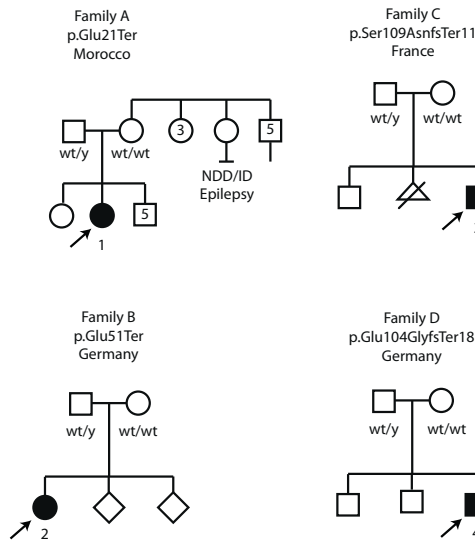 Family A
p.Glu21Ter
Morocco
3
5
wt/y wt/wt
NDD/ID
Epilepsy
5
1
Family C
p.Ser109AsnfsTer11
France
wt/y wt/wt
Family B
p.Glu51Ter
Germany
wt/y wt/wt
2
Family D
p.Glu104GlyfsTer18
Germany
wt/y wt/wt